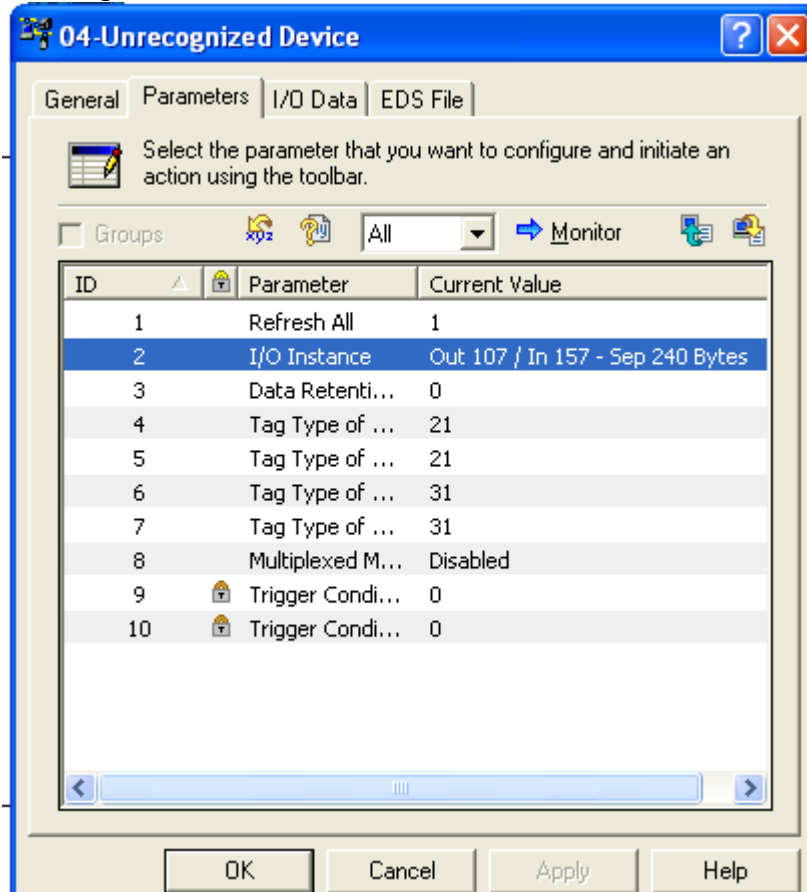 04-Unrecognized Device
General Parameters I/O Data EDS File
Select the parameter that you want to configure and initiate an
action using the toolbar.
Groups All Monitor
ID Parameter Current Value
1 Refresh All 1
2 I/O Instance Out 107 / In 157 - Sep 240 Bytes
3 Data Retenti... 0
4 Tag Type of ... 21
5 Tag Type of ... 21
6 Tag Type of ... 31
7 Tag Type of ... 31
8 Multiplexed M... Disabled
9 Trigger Condi... 0
10 Trigger Condi... 0
OK Cancel Apply Help